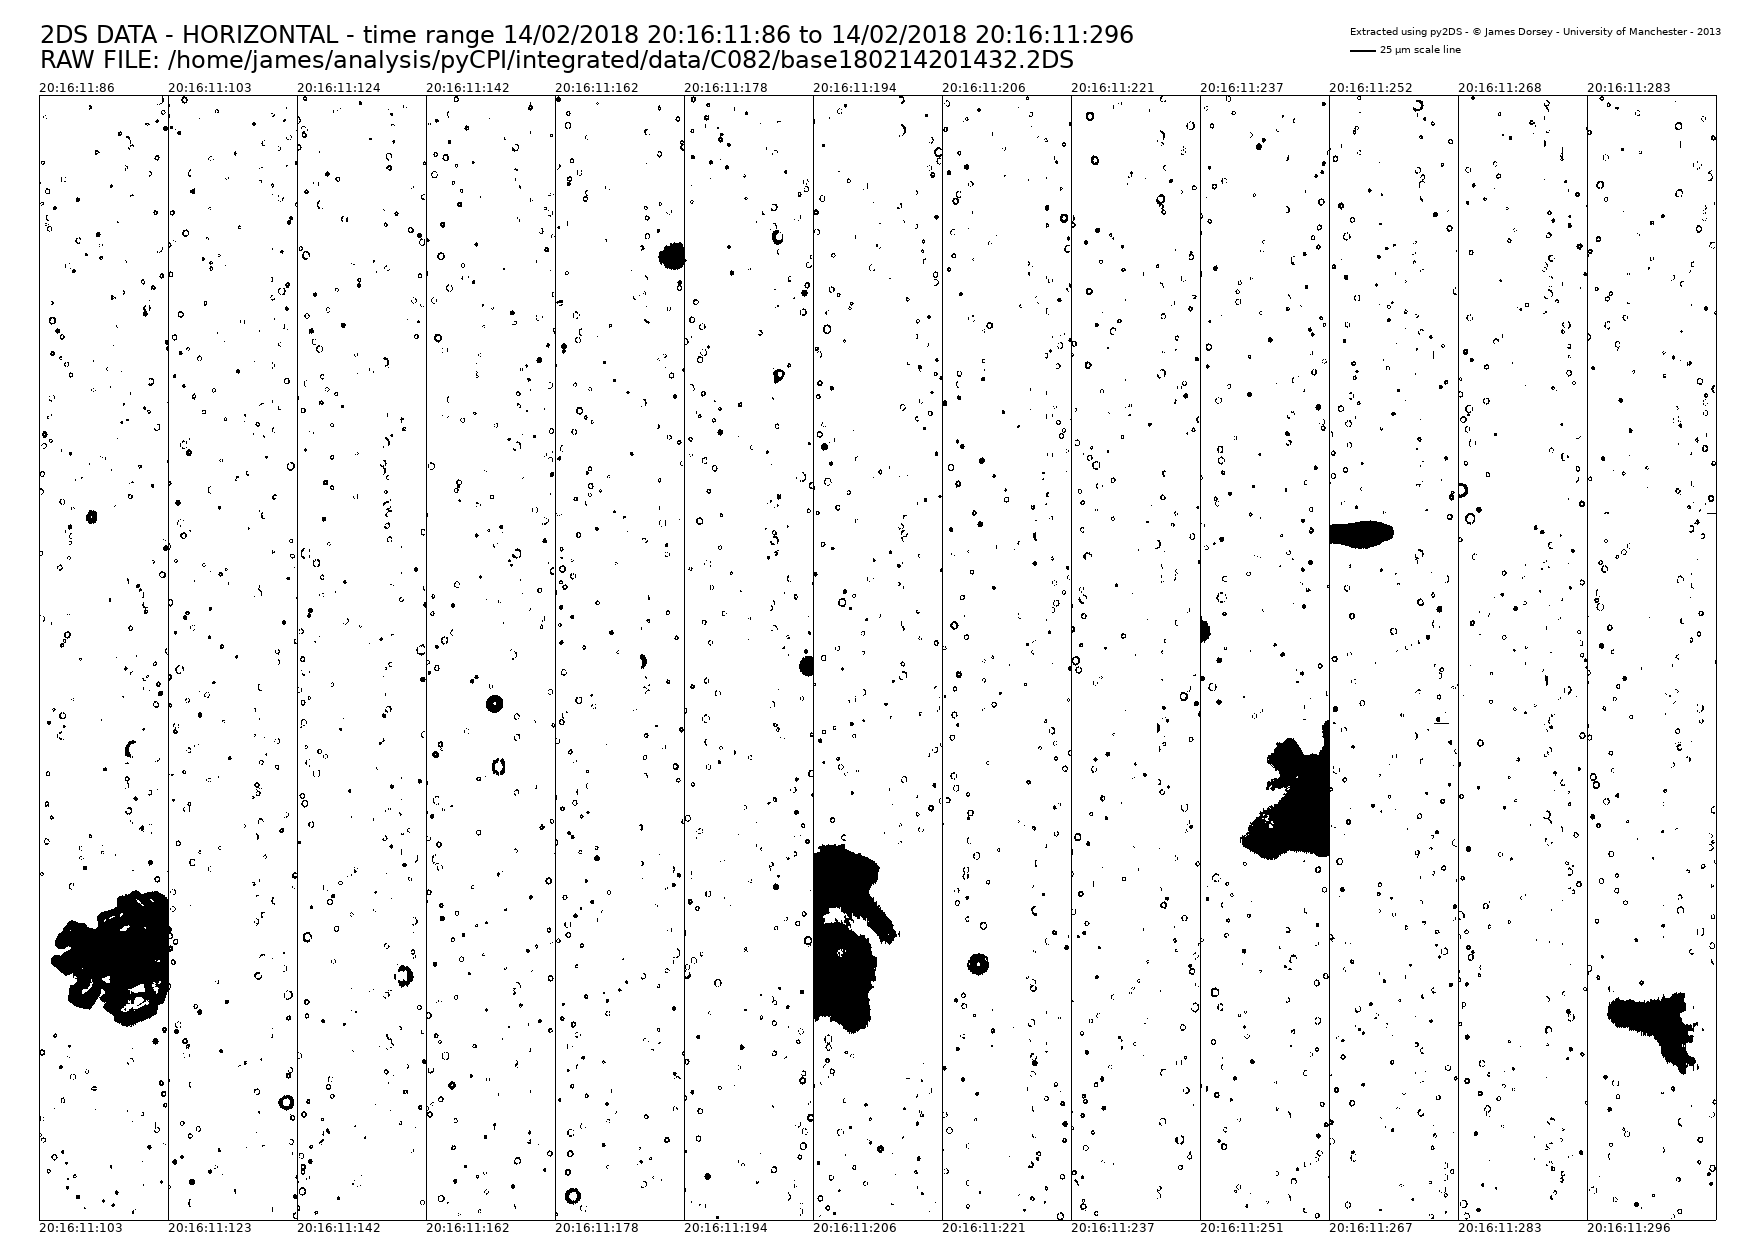 2DS DATA - HORIZONTAL - time range 14/02/2018 20:16:11:86 to 14/02/2018 20:16:11:296
RAW FILE: /home/james/analysis/pyCPI/integrated/data/C082/base180214201432.2DS
Extracted using py2DS - © James Dorsey - University of Manchester - 2013
25 µm scale line
20:16:11:86 20:16:11:103 20:16:11:124 20:16:11:142 20:16:11:162 20:16:11:178 20:16:11:194 20:16:11:206 20:16:11:221 20:16:11:237 20:16:11:252 20:16:11:268 20:16:11:283
20:16:11:103 20:16:11:123 20:16:11:142 20:16:11:162 20:16:11:178 20:16:11:194 20:16:11:206 20:16:11:221 20:16:11:237 20:16:11:251 20:16:11:267 20:16:11:283 20:16:11:296